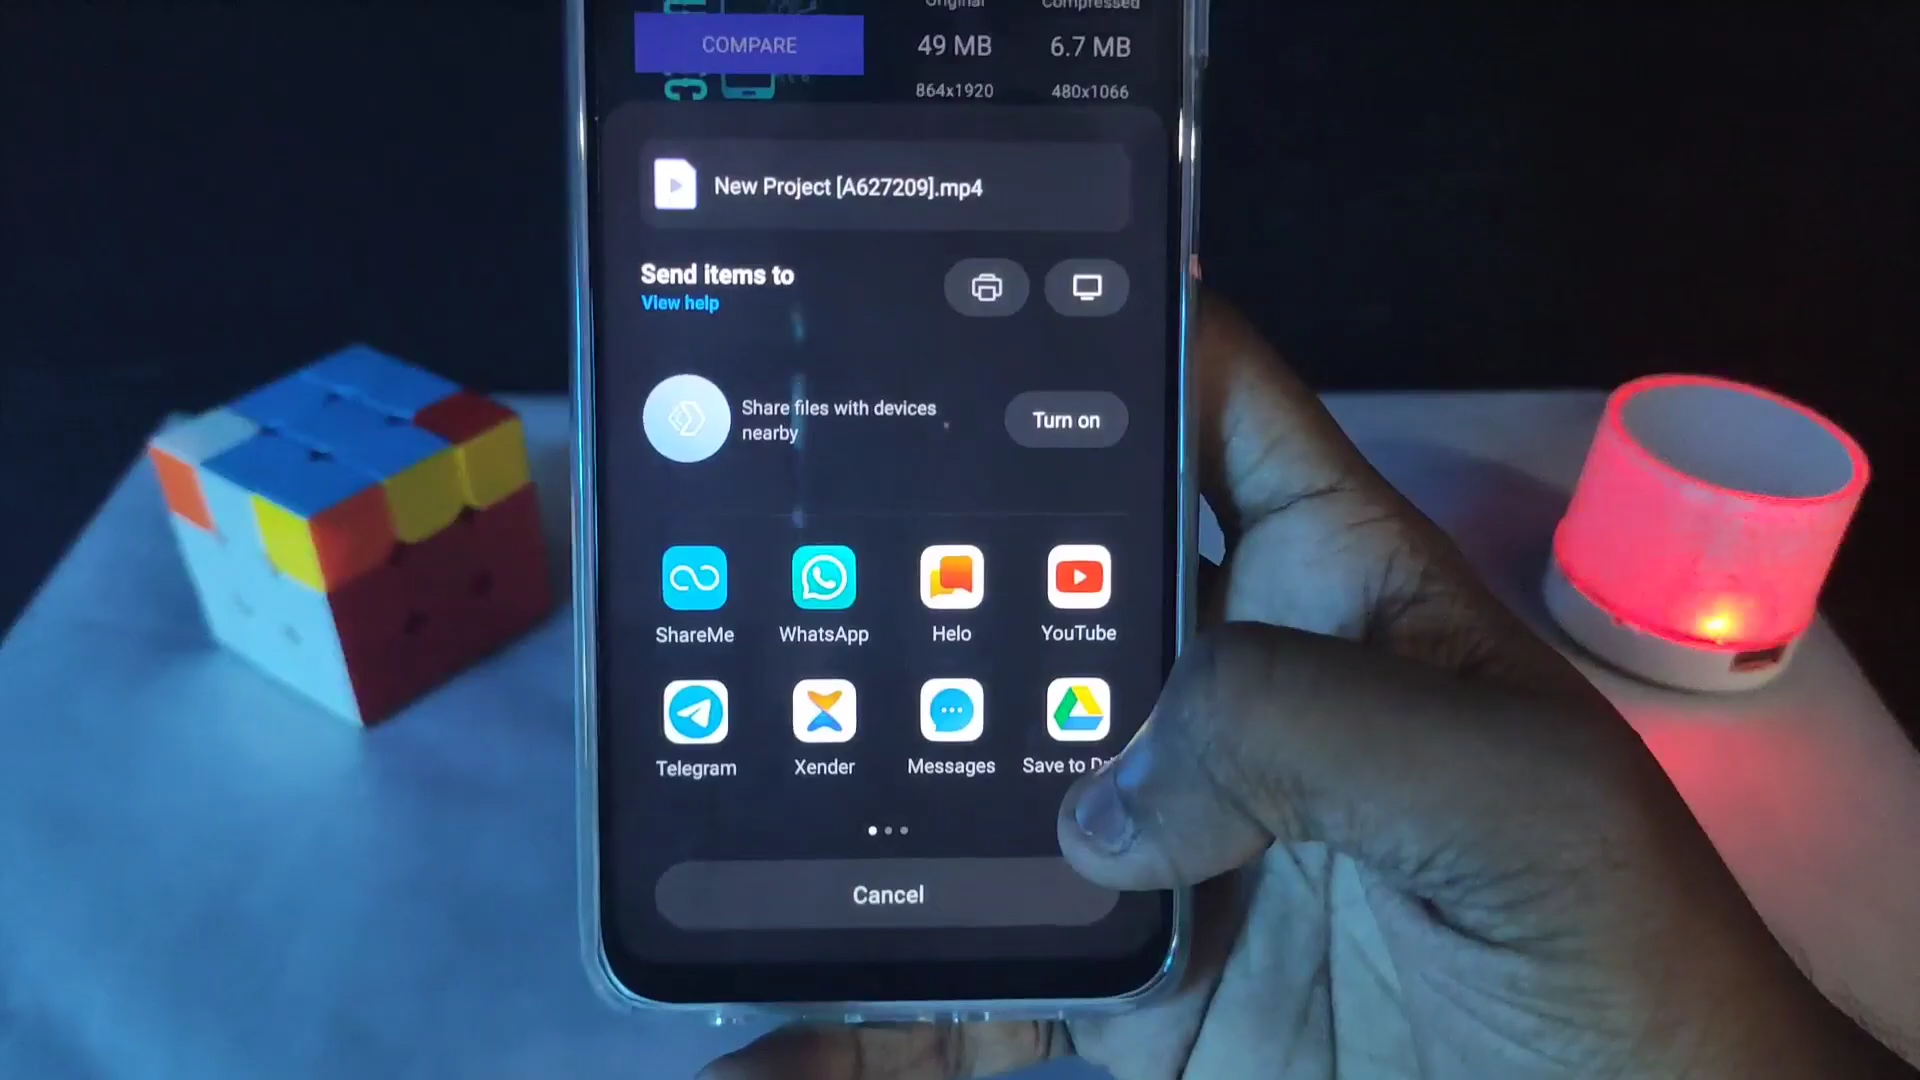 Original Compressed
COMPARE 49 MB 6.7 MB
864x1920 480x1066
New Project [A627209].mp4
Send items to
View help
Share files with devices
nearby
Turn on
ShareMe WhatsApp Helo YouTube
Telegram Xender Messages Save to
Cancel